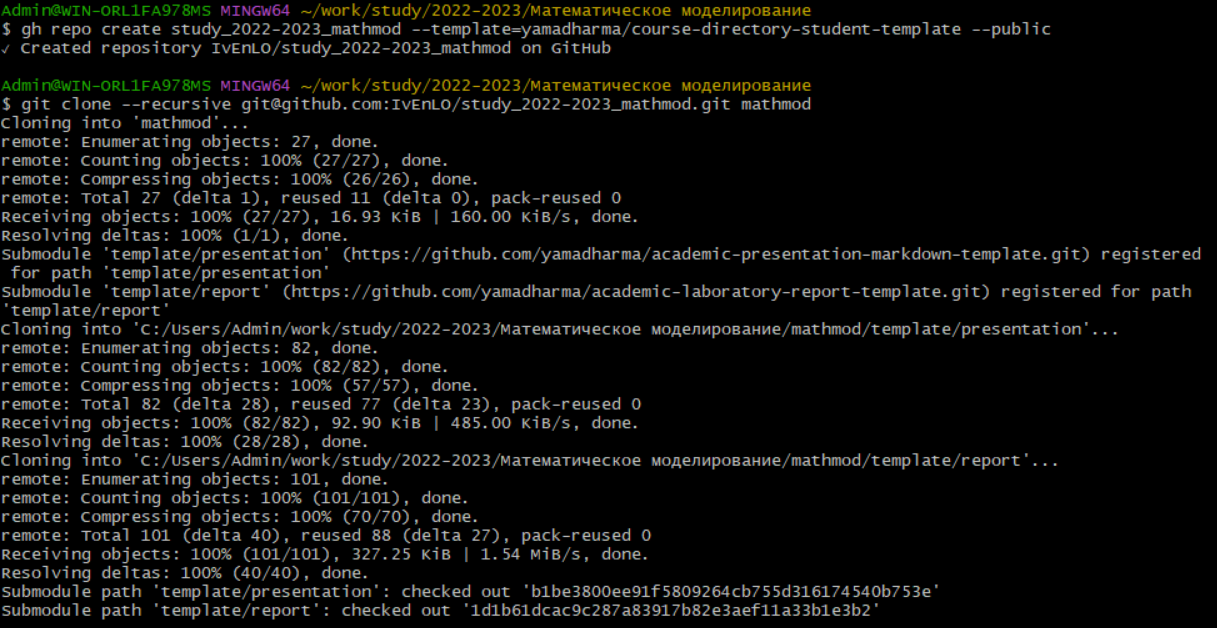 Admin@WIN-ORL1FA978MS MINGW64 ~/work/study/2022-2023/Математическое моделирование
$ gh repo create study_2022-2023_mathmod --template=yamadharma/course-directory-student-template --public
✓ Created repository IvEnLO/study_2022-2023_mathmod on GitHub

Admin@WIN-ORL1FA978MS MINGW64 ~/work/study/2022-2023/Математическое моделирование
$ git clone --recursive git@github.com:IvEnLO/study_2022-2023_mathmod.git mathmod
Cloning into 'mathmod'...
remote: Enumerating objects: 27, done.
remote: Counting objects: 100% (27/27), done.
remote: Compressing objects: 100% (26/26), done.
remote: Total 27 (delta 1), reused 11 (delta 0), pack-reused 0
Receiving objects: 100% (27/27), 16.93 KiB | 160.00 KiB/s, done.
Resolving deltas: 100% (1/1), done.
Submodule 'template/presentation' (https://github.com/yamadharma/academic-presentation-markdown-template.git) registered
 for path 'template/presentation'
Submodule 'template/report' (https://github.com/yamadharma/academic-laboratory-report-template.git) registered for path
'template/report'
Cloning into 'C:/Users/Admin/work/study/2022-2023/Математическое моделирование/mathmod/template/presentation'...
remote: Enumerating objects: 82, done.
remote: Counting objects: 100% (82/82), done.
remote: Compressing objects: 100% (57/57), done.
remote: Total 82 (delta 28), reused 77 (delta 23), pack-reused 0
Receiving objects: 100% (82/82), 92.90 KiB | 485.00 KiB/s, done.
Resolving deltas: 100% (28/28), done.
Cloning into 'C:/Users/Admin/work/study/2022-2023/Математическое моделирование/mathmod/template/report'...
remote: Enumerating objects: 101, done.
remote: Counting objects: 100% (101/101), done.
remote: Compressing objects: 100% (70/70), done.
remote: Total 101 (delta 40), reused 88 (delta 27), pack-reused 0
Receiving objects: 100% (101/101), 327.25 KiB | 1.54 MiB/s, done.
Resolving deltas: 100% (40/40), done.
Submodule path 'template/presentation': checked out 'b1be3800ee91f5809264cb755d316174540b753e'
Submodule path 'template/report': checked out '1d1b61dcac9c287a83917b82e3aef11a33b1e3b2'